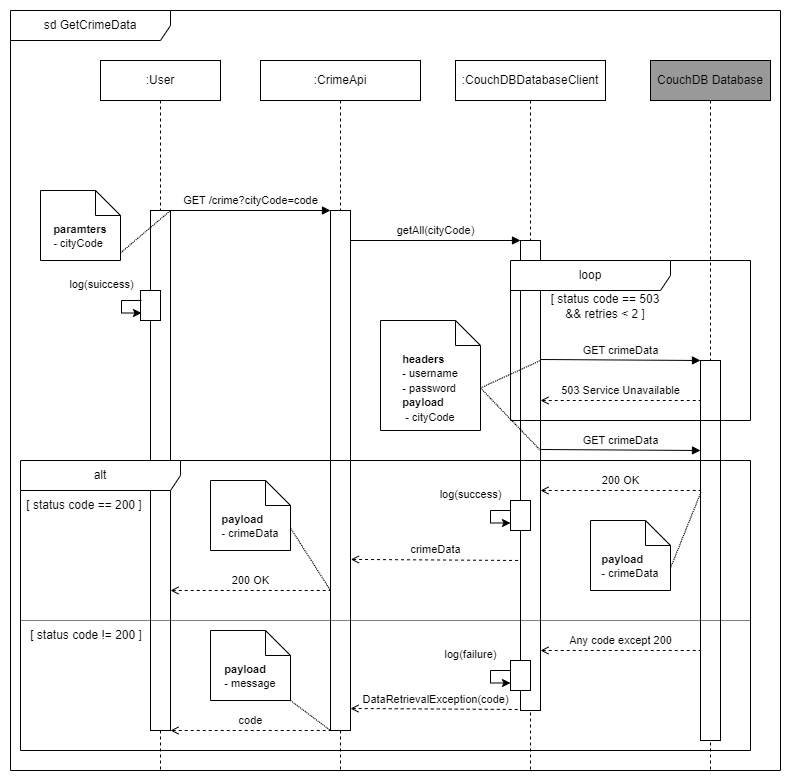 sd GetCrimeData
:User
:CrimeApi
:CouchDBDatabaseClient
CouchDB Database
GET /crime?cityCode=code
paramters
- cityCode
getAll(cityCode)
log(suiccess)
loop
[ status code == 503
&& retries < 2 ]
headers
- username
- password
payload
- cityCode
GET crimeData
503 Service Unavailable
GET crimeData
alt
[ status code == 200 ]
200 OK
log(success)
payload
- crimeData
crimeData
payload
- crimeData
200 OK
[ status code != 200 ]
Any code except 200
log(failure)
payload
- message
DataRetrievalException(code)
code